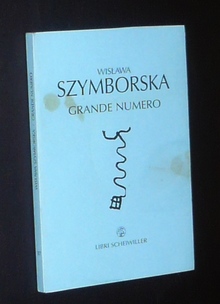 WISŁAWA
SZYMBORSKA
GRANDE NUMERO
LIBRI SCHEIWILLER